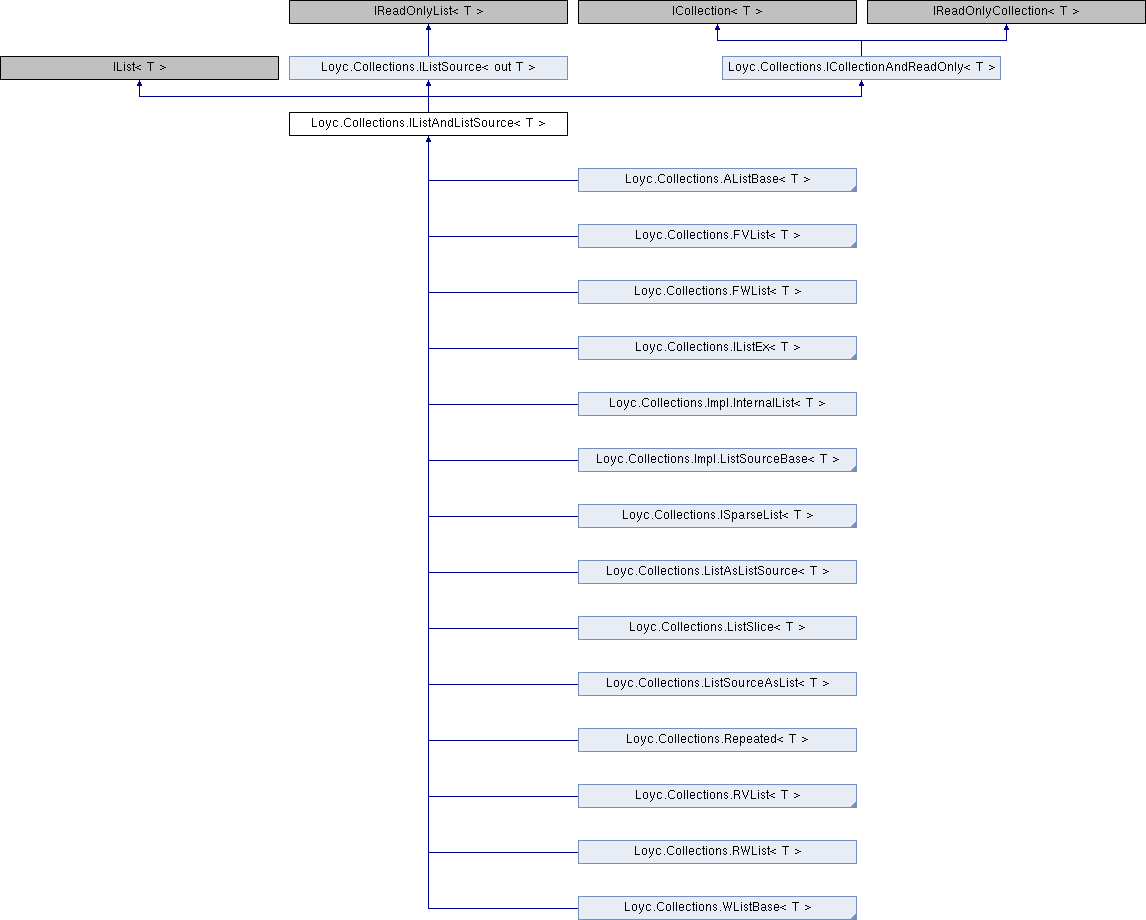 IReadOnlyList< T >
ICollection< T >
IReadOnlyCollection< T >
IList< T >
Loyc.Collections.IListSource< out T >
Loyc.Collections.ICollectionAndReadOnly< T >
Loyc.Collections.IListAndListSource< T >
Loyc.Collections.AListBase< T >
Loyc.Collections.FVList< T >
Loyc.Collections.FWList< T >
Loyc.Collections.IListEx< T >
Loyc.Collections.Impl.InternalList< T >
Loyc.Collections.Impl.ListSourceBase< T >
Loyc.Collections.ISparseList< T >
Loyc.Collections.ListAsListSource< T >
Loyc.Collections.ListSlice< T >
Loyc.Collections.ListSourceAsList< T >
Loyc.Collections.Repeated< T >
Loyc.Collections.RVList< T >
Loyc.Collections.RWList< T >
Loyc.Collections.WListBase< T >